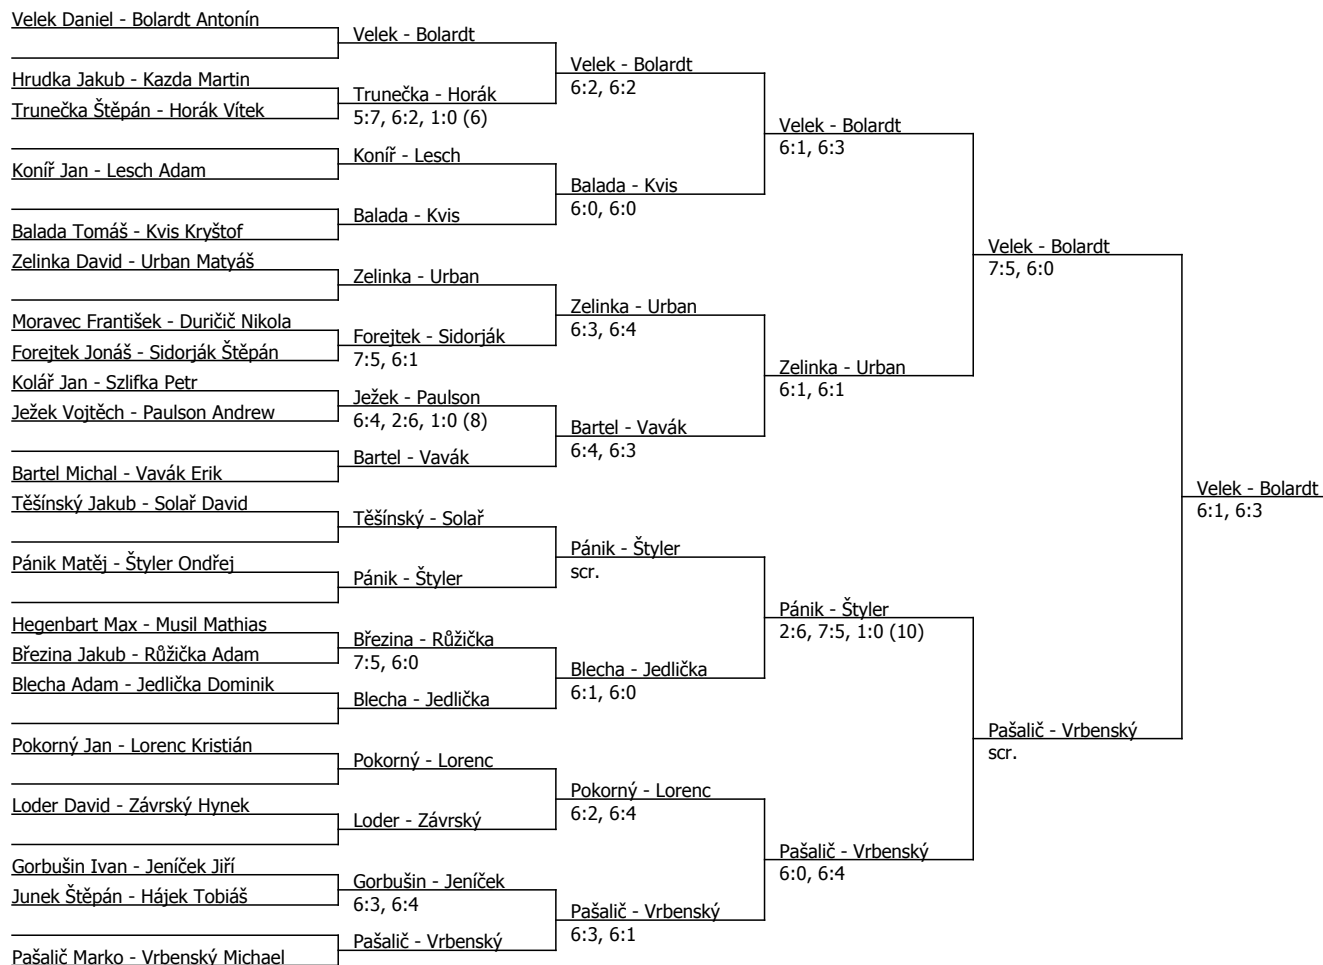 Velek Daniel - Bolardt Antonín
Hrudka Jakub - Kazda Martin
Trunečka Štěpán - Horák Vítek
Koníř Jan - Lesch Adam
Balada Tomáš - Kvis Kryštof
Zelinka David - Urban Matyáš
Moravec František - Duričič Nikola
Forejtek Jonáš - Sidorják Štěpán
Kolář Jan - Szlifka Petr
Ježek Vojtěch - Paulson Andrew
Bartel Michal - Vavák Erik
Těšínský Jakub - Solař David
Pánik Matěj - Štyler Ondřej
Hegenbart Max - Musil Mathias
Březina Jakub - Růžička Adam
Blecha Adam - Jedlička Dominik
Pokorný Jan - Lorenc Kristián
Loder David - Závrský Hynek
Gorbušin Ivan - Jeníček Jiří
Junek Štěpán - Hájek Tobiáš
Pašalič Marko - Vrbenský Michael
Velek - Bolardt
Trunečka - Horák
5:7, 6:2, 1:0 (6)
Koníř - Lesch
Balada - Kvis
Zelinka - Urban
Forejtek - Sidorják
7:5, 6:1
Ježek - Paulson
6:4, 2:6, 1:0 (8)
Bartel - Vavák
Těšínský - Solař
Pánik - Štyler
Březina - Růžička
7:5, 6:0
Blecha - Jedlička
Pokorný - Lorenc
Loder - Závrský
Gorbušin - Jeníček
6:3, 6:4
Pašalič - Vrbenský
Velek - Bolardt
6:2, 6:2
Balada - Kvis
6:0, 6:0
Zelinka - Urban
6:3, 6:4
Bartel - Vavák
6:4, 6:3
Pánik - Štyler
scr.
Blecha - Jedlička
6:1, 6:0
Pokorný - Lorenc
6:2, 6:4
Pašalič - Vrbenský
6:3, 6:1
Velek - Bolardt
6:1, 6:3
Zelinka - Urban
6:1, 6:1
Pánik - Štyler
2:6, 7:5, 1:0 (10)
Pašalič - Vrbenský
6:0, 6:4
Velek - Bolardt
7:5, 6:0
Pašalič - Vrbenský
scr.
Velek - Bolardt
6:1, 6:3